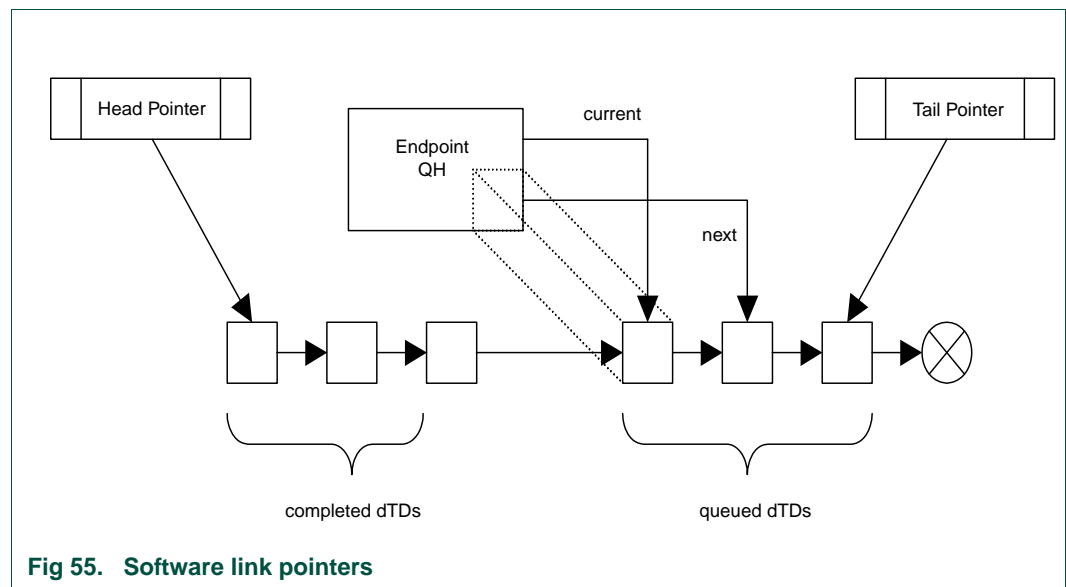 Head Pointer
Endpoint
QH
current
Tail Pointer
next
completed dTDs
queued dTDs
Fig 55. Software link pointers